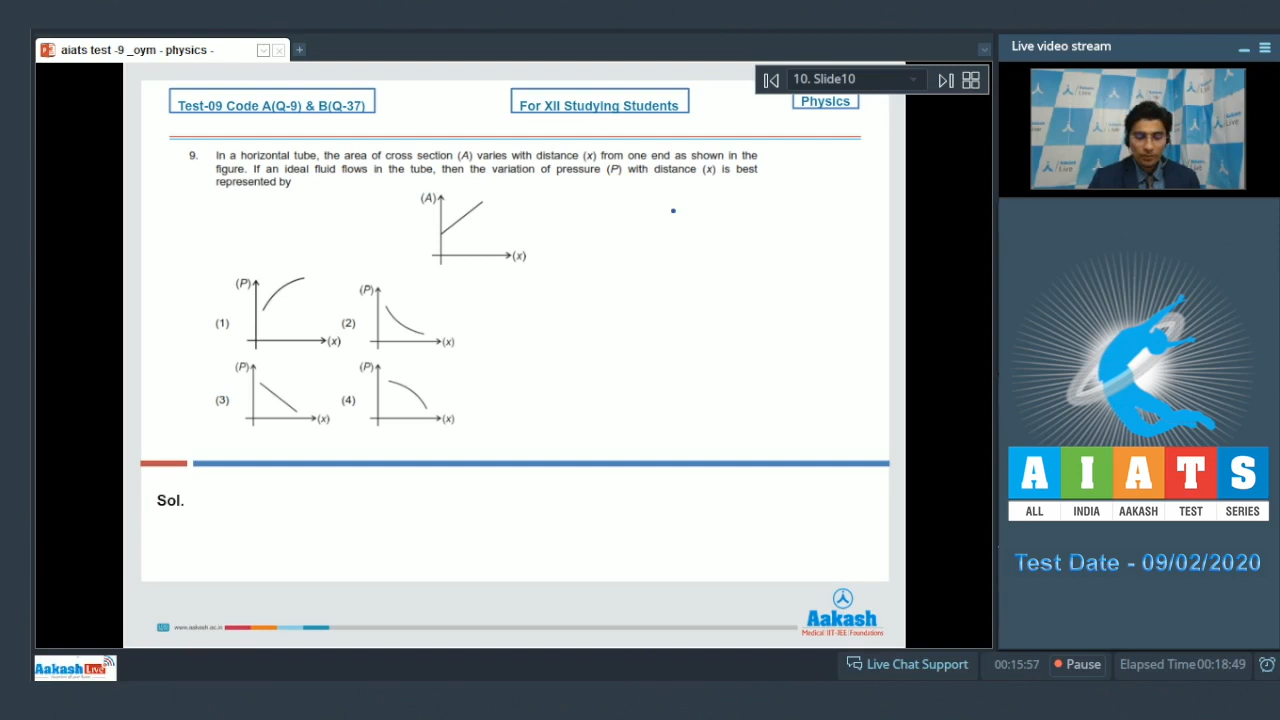 aiats test -9 _oym - physics -
Live video stream
10. Slide10
Test-09 Code A(Q-9) & B(Q-37)
For XII Studying Students
Physics
9. In a horizontal tube, the area of cross section (A) varies with distance (x) from one end as shown in the
figure. If an ideal fluid flows in the tube, then the variation of pressure (P) with distance (x) is best
represented by
(A)
(x)
(P)
(1)
(x)
(P)
(2)
(x)
(P)
(3)
(x)
(P)
(4)
(x)
Sol.
www.aakash.ac.in
Aakash
Medical | IIT-JEE | Foundations
A I A T S
ALL INDIA AAKASH TEST SERIES
Test Date - 09/02/2020
Aakash Live
Live Chat Support
00:15:57
Pause
Elapsed Time 00:18:49